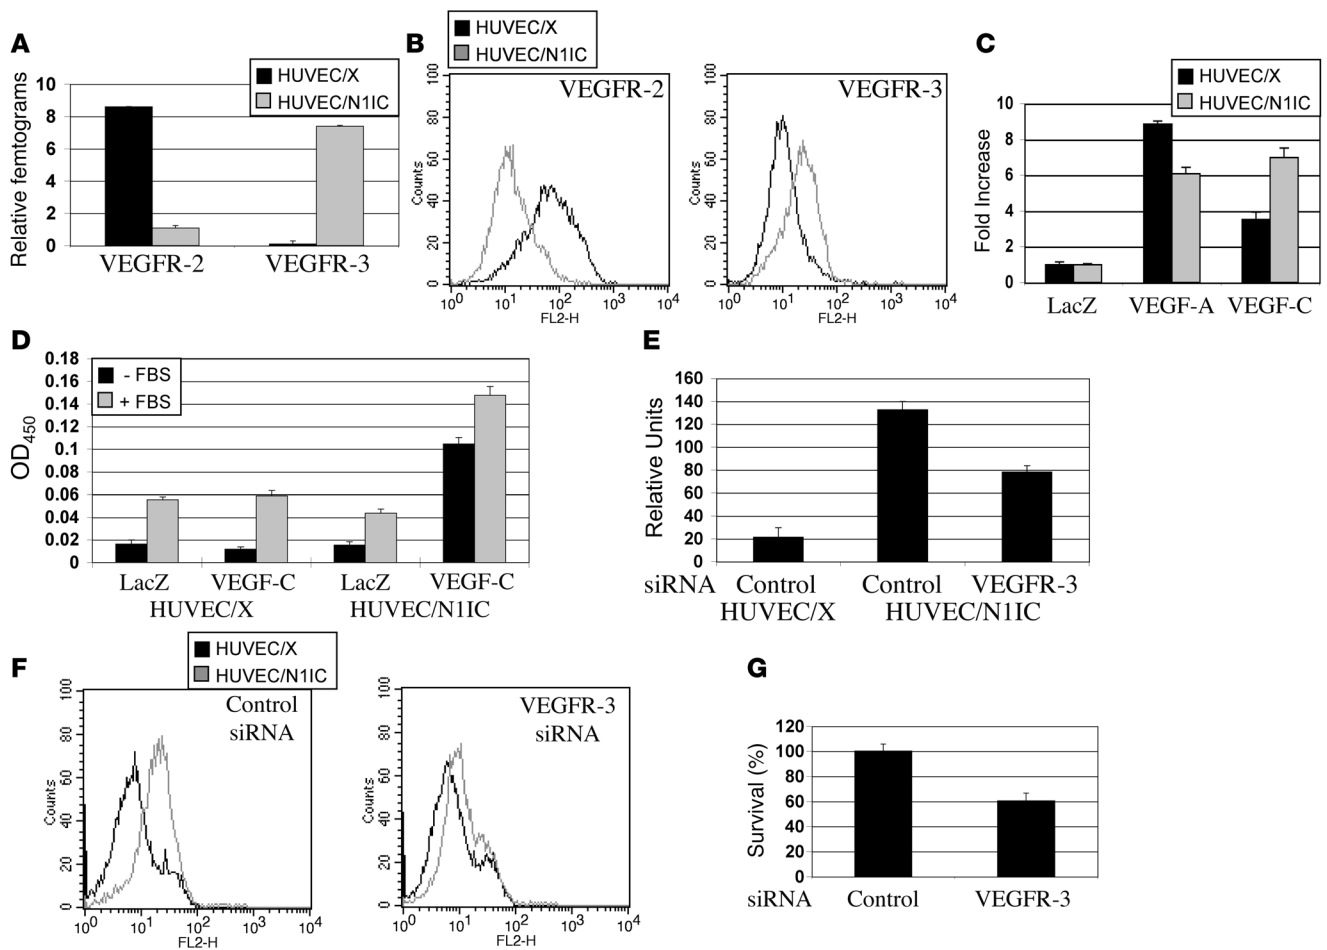 A
HUVEC/X
HUVEC/N1IC
Relative femtograms
10
8
6
4
2
0
VEGFR-2 VEGFR-3
B
HUVEC/X
HUVEC/N1IC
VEGFR-2
Counts
100
80
60
40
20
0
10^0 10^1 10^2 10^3 10^4
FL2-H
VEGFR-3
Counts
100
80
60
40
20
0
10^0 10^1 10^2 10^3 10^4
FL2-H
C
HUVEC/X
HUVEC/N1IC
Fold Increase
10
8
6
4
2
0
LacZ VEGF-A VEGF-C
D
- FBS
+ FBS
OD450
0.18
0.16
0.14
0.12
0.1
0.08
0.06
0.04
0.02
0
LacZ VEGF-C LacZ VEGF-C
HUVEC/X HUVEC/N1IC
E
Relative Units
160
140
120
100
80
60
40
20
0
siRNA Control Control VEGFR-3
HUVEC/X HUVEC/N1IC
F
HUVEC/X
HUVEC/N1IC
Control
siRNA
Counts
100
80
60
40
20
0
10^0 10^1 10^2 10^3 10^4
FL2-H
VEGFR-3
siRNA
Counts
100
80
60
40
20
0
10^0 10^1 10^2 10^3 10^4
FL2-H
G
Survival (%)
120
100
80
60
40
20
0
siRNA Control VEGFR-3